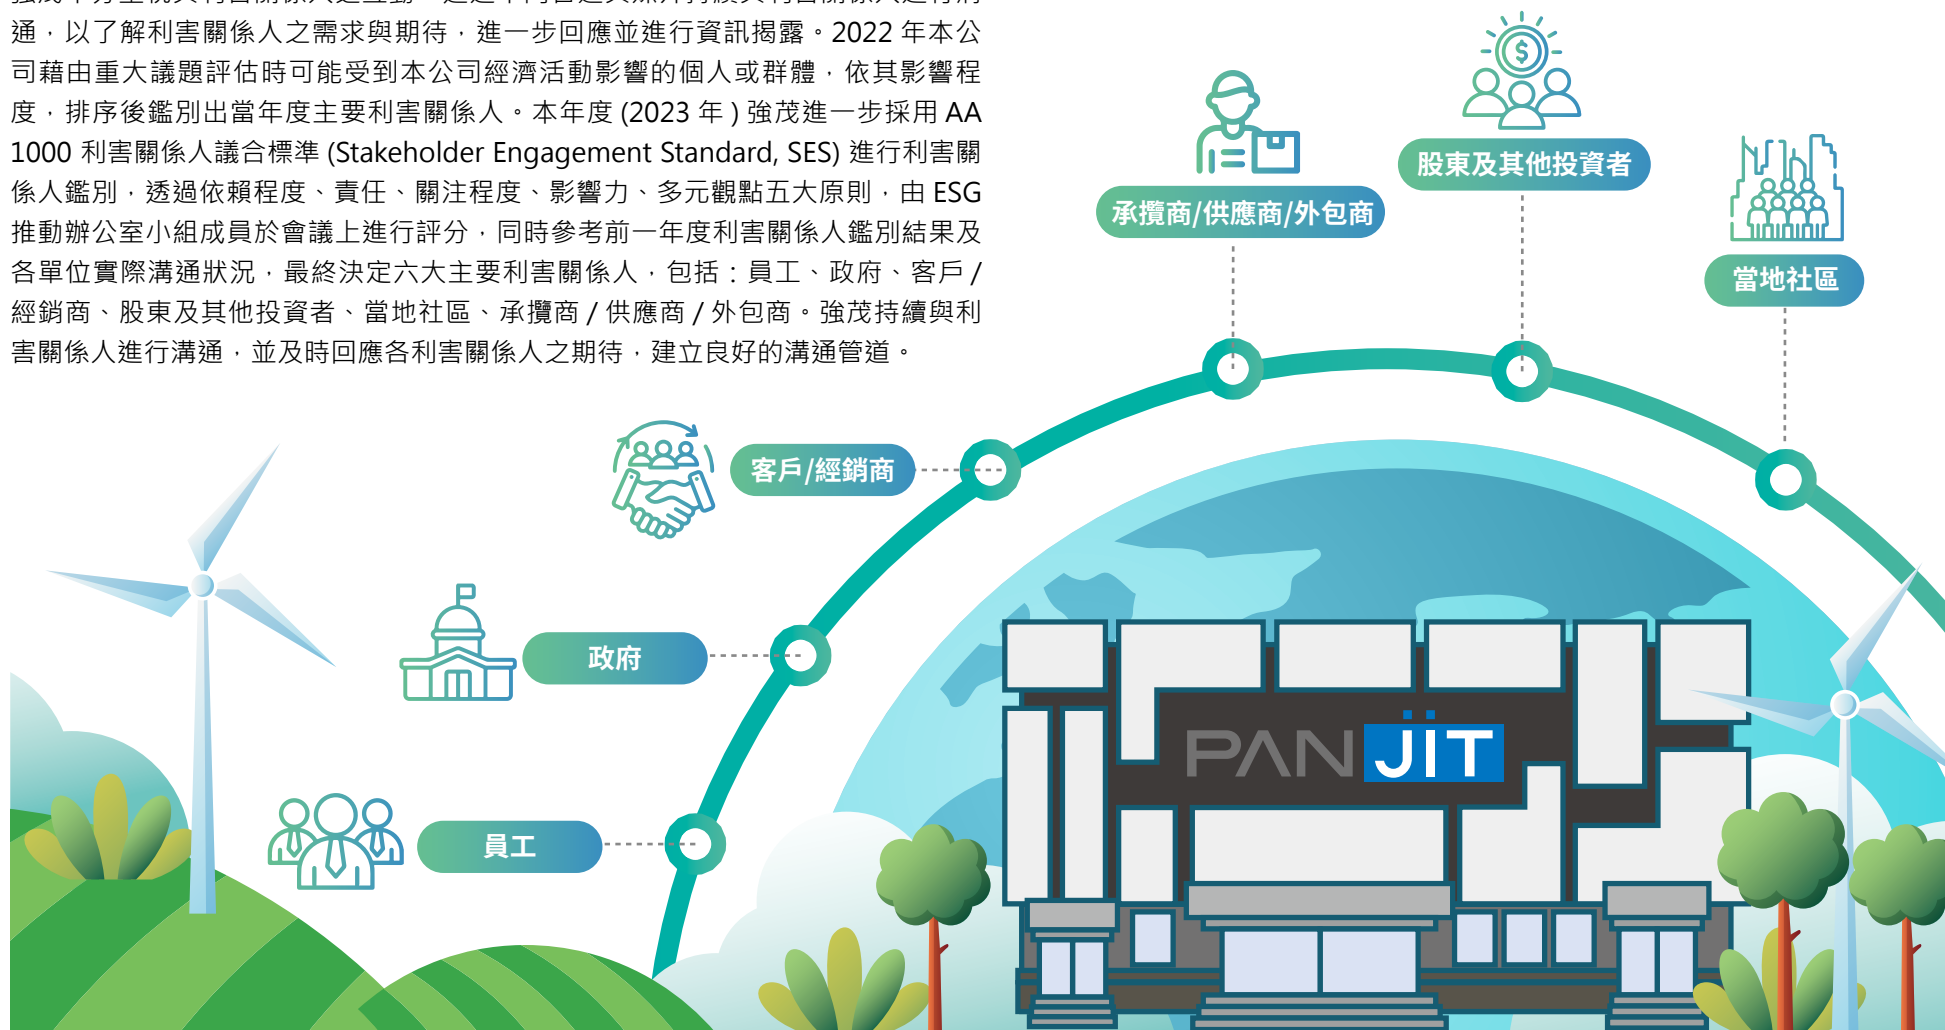 通，以了解利害關係人之需求與期待，進一步回應並進行資訊揭露。2022 年本公
司藉由重大議題評估時可能受到本公司經濟活動影響的個人或群體，依其影響程
度，排序後鑑別出當年度主要利害關係人。本年度 (2023 年 ) 強茂進一步採用 AA
1000 利害關係人議合標準 (Stakeholder Engagement Standard, SES) 進行利害關
係人鑑別，透過依賴程度、責任、關注程度、影響力、多元觀點五大原則，由 ESG
推動辦公室小組成員於會議上進行評分，同時參考前一年度利害關係人鑑別結果及
各單位實際溝通狀況，最終決定六大主要利害關係人，包括：員工、政府、客戶 /
經銷商、股東及其他投資者、當地社區、承攬商 / 供應商 / 外包商。強茂持續與利
害關係人進行溝通，並及時回應各利害關係人之期待，建立良好的溝通管道。
股東及其他投資者
承攬商/供應商/外包商
當地社區
客戶/經銷商
政府
PANJIT
員工